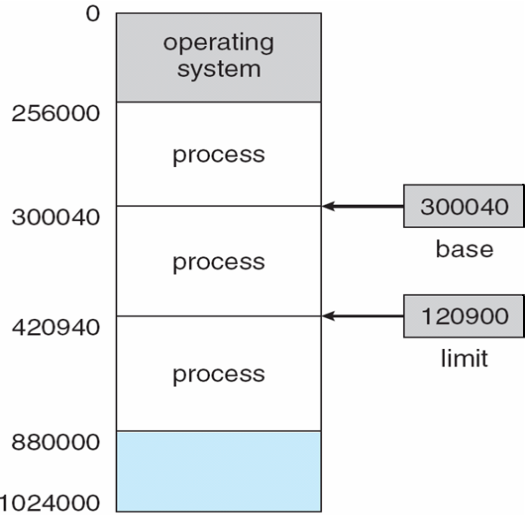 0
operating
system
256000
process
300040
300040
base
process
420940
120900
limit
process
880000
1024000